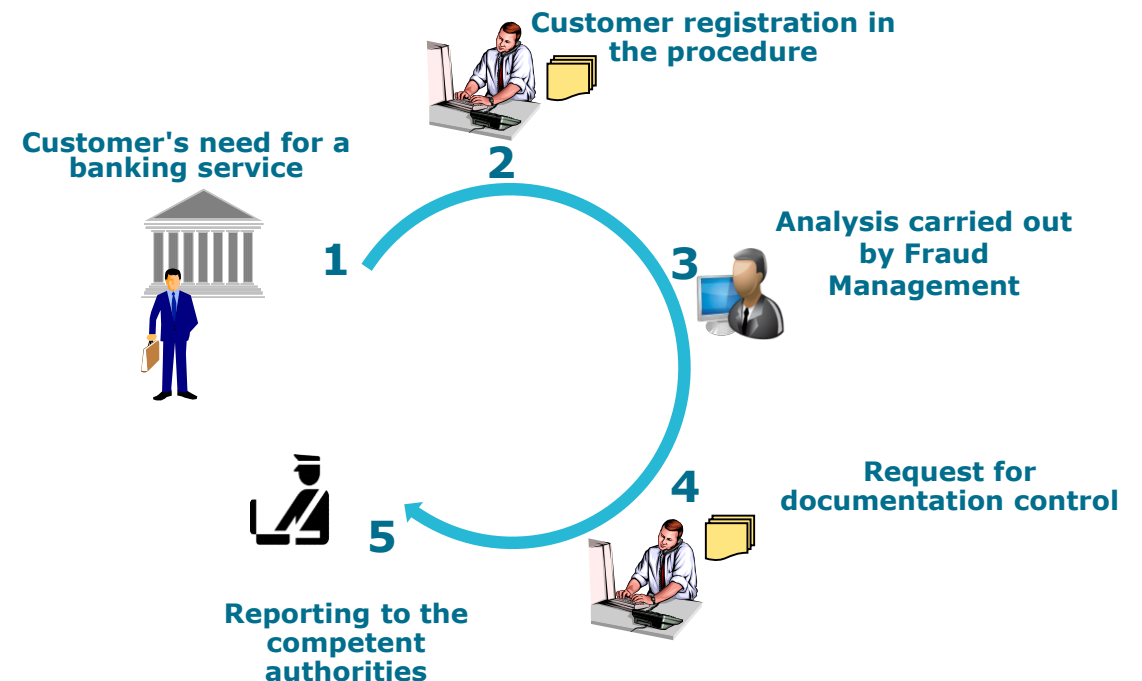 Customer registration in
the procedure
2
Customer's need for a
banking service
1
3
Analysis carried out
by Fraud
Management
4
Request for
documentation control
5
Reporting to the
competent
authorities